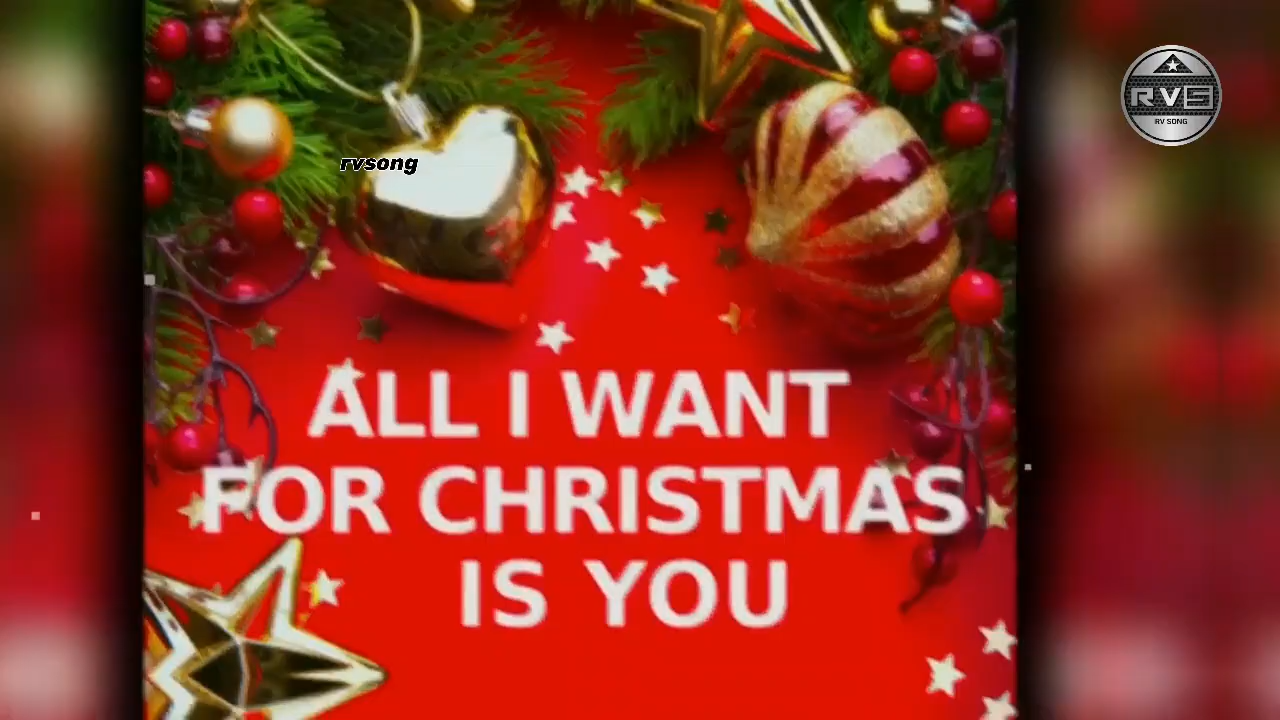 RVS
RV SONG
rvsong
ALL I WANT
FOR CHRISTMAS
IS YOU